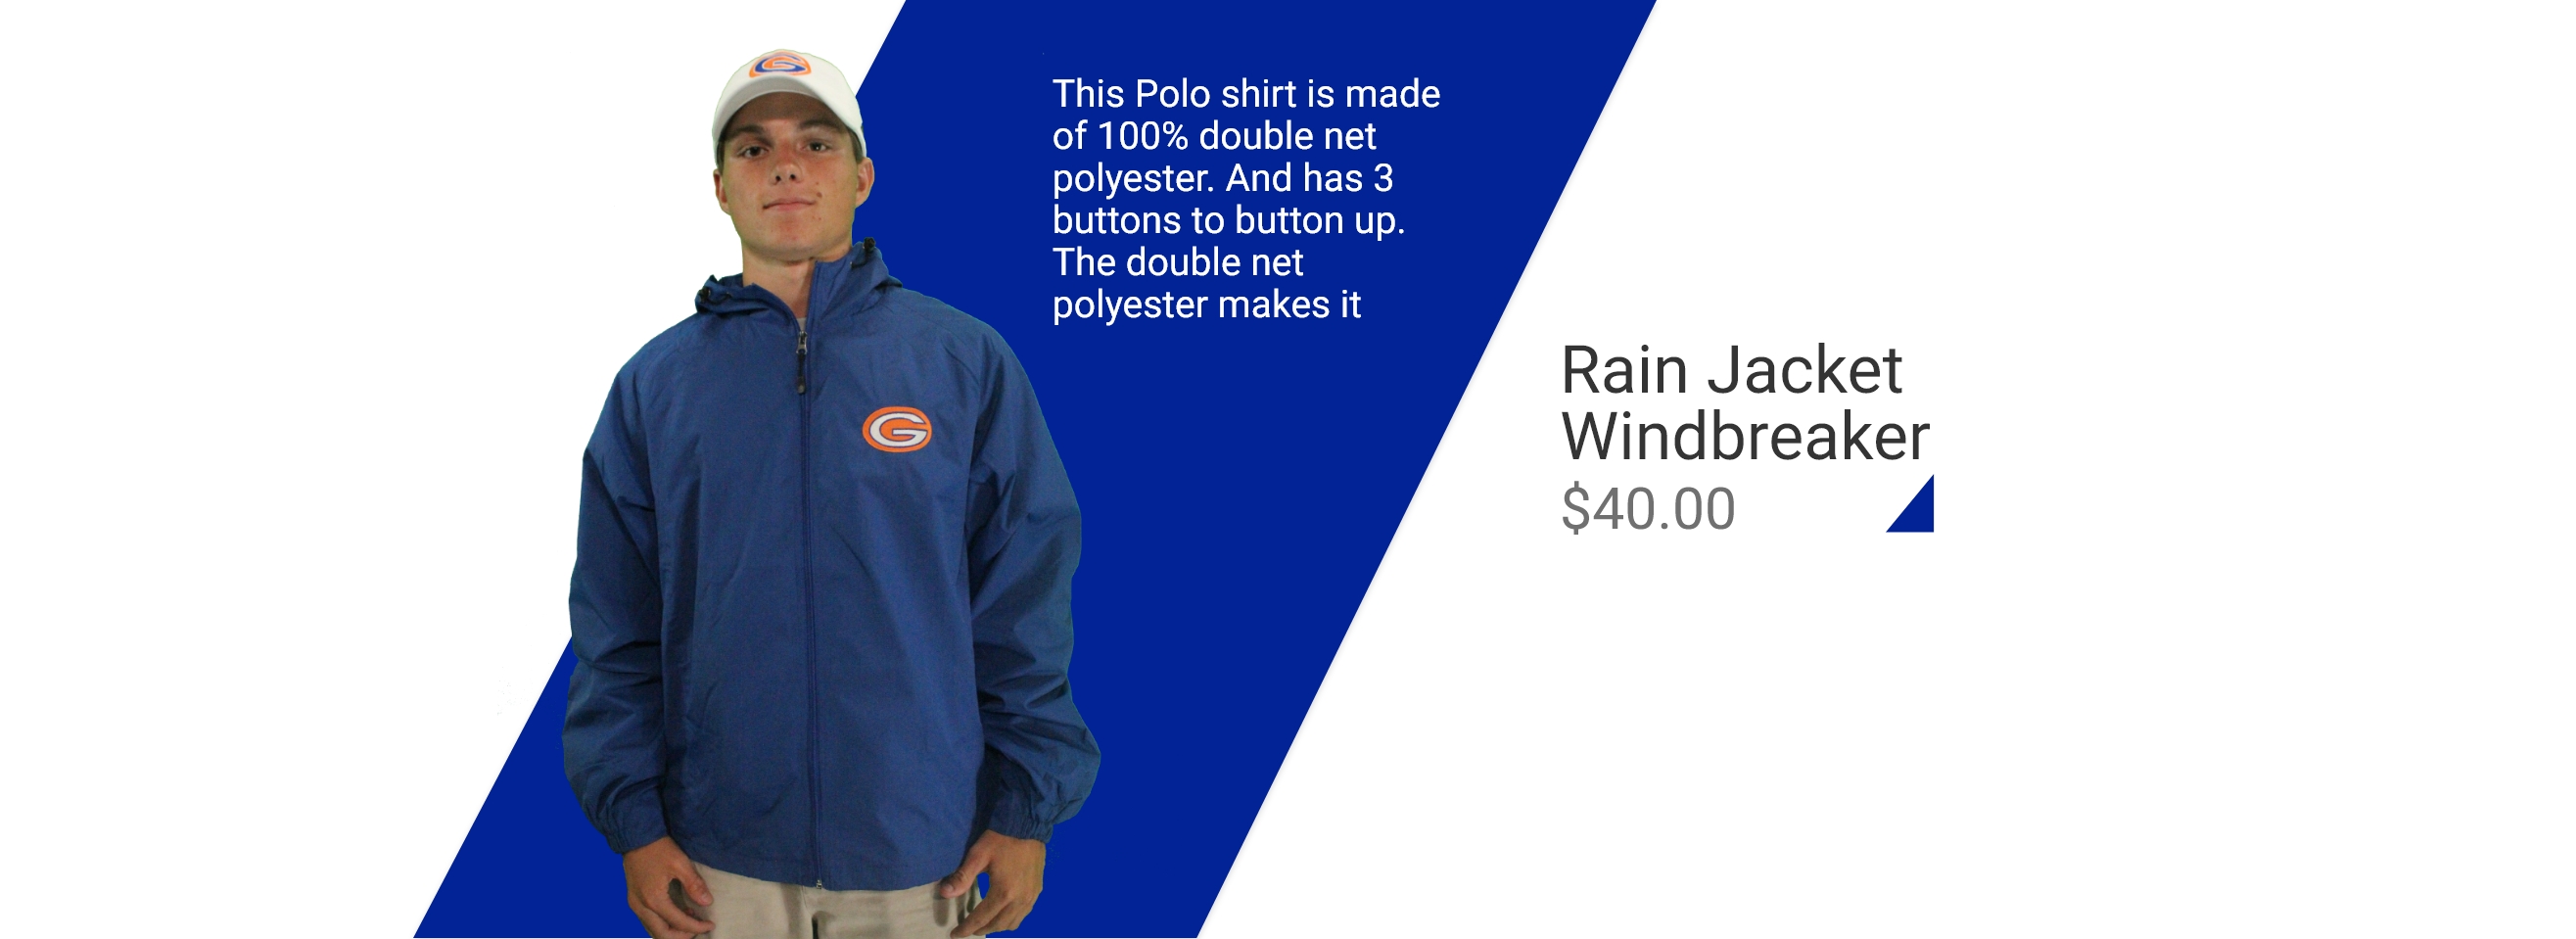 This Polo shirt is made
of 100% double net
polyester. And has 3
buttons to button up.
The double net
polyester makes it
Rain Jacket
Windbreaker
$40.00
G
G